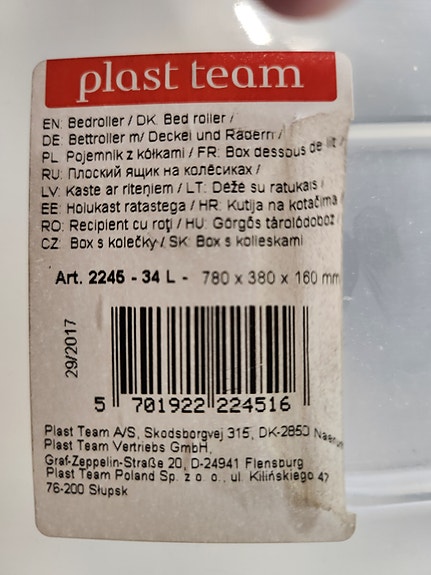 plast team
EN: Bedroller / DK: Bed roller /
DE: Bettroller m/ Deckel und Rädern /
PL: Pojemnik z kółkami / FR: Box dessous de lit /
RU: Плоский ящик на колёсиках /
LV: Kaste ar riteņiem / LT: Dėžė su ratukais /
EE: Hoiukast ratastega / HR: Kutija na kotačima /
RO: Recipient cu roţi / HU: Görgős tárolódoboz /
CZ: Box s kolečky / SK: Box s kolieskami
Art. 2245 - 34 L - 780 x 380 x 160 mm
29/2017
5 701922 224516
Plast Team A/S, Skodsborgvej 315, DK-2850 Naerum
Plast Team Vertriebs GmbH,
Graf-Zeppelin-Straße 20, D-24941 Flensburg
Plast Team Poland Sp. z o. o., ul. Kilińskiego 47
76-200 Słupsk